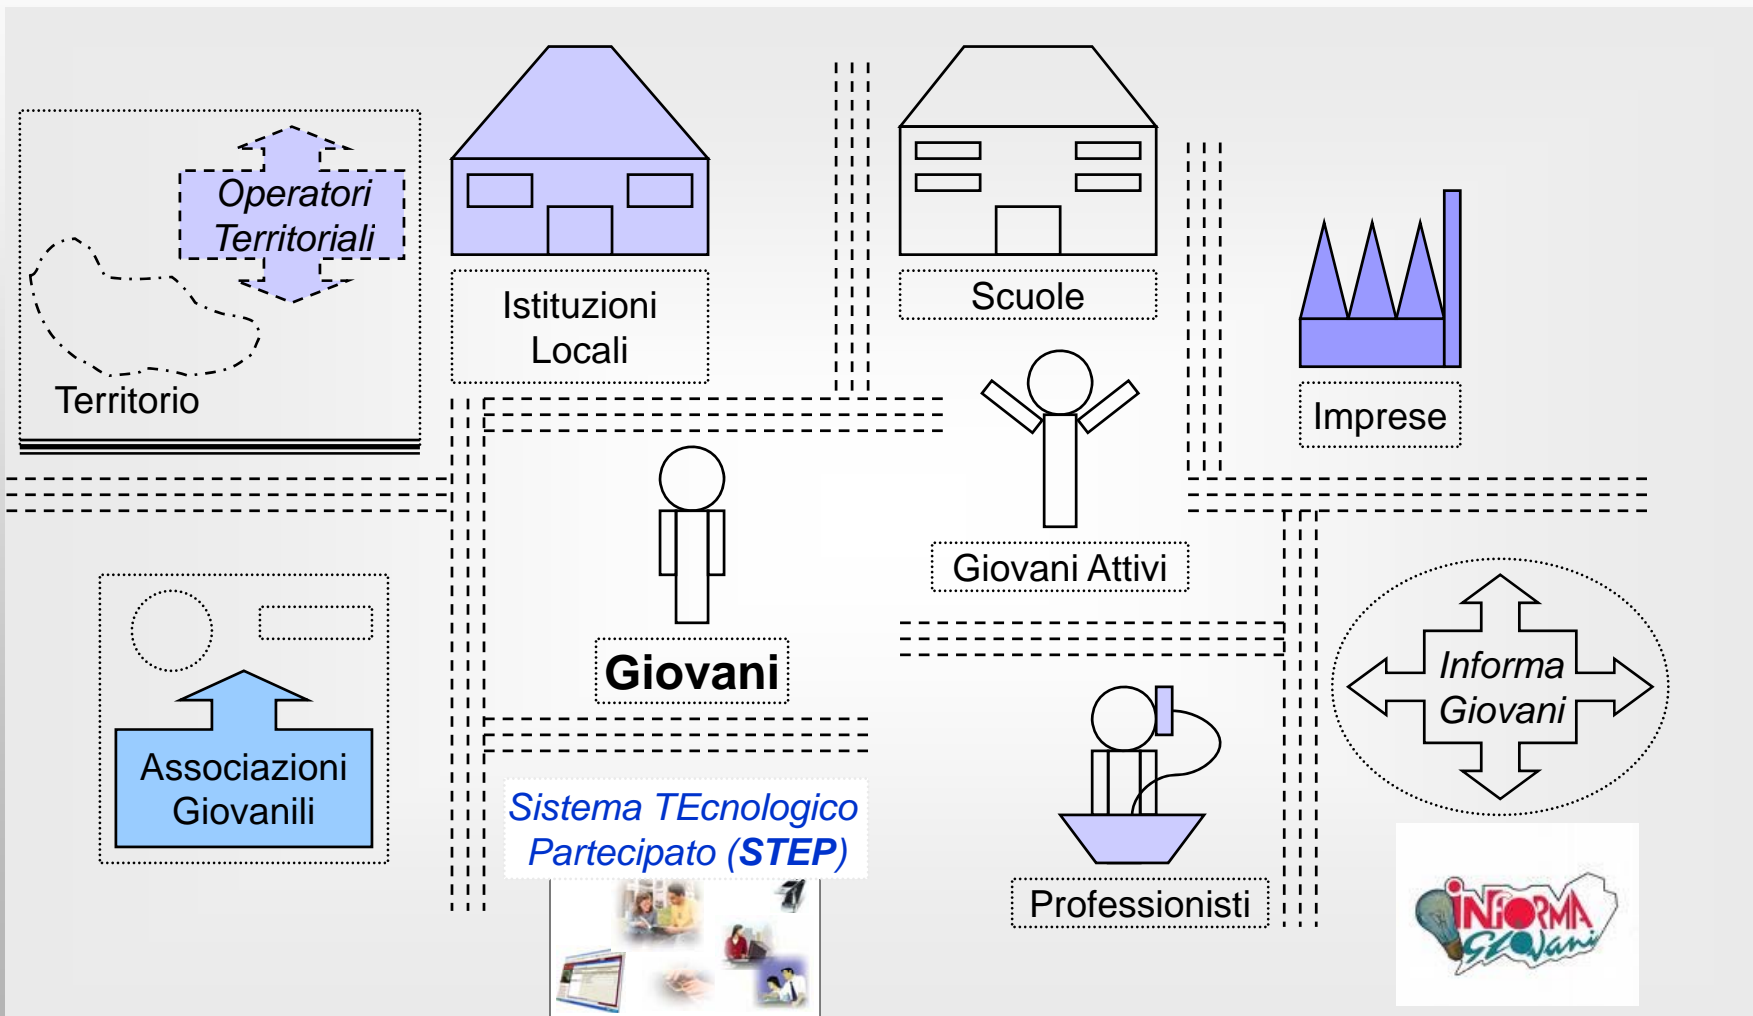 Operatori
Territoriali
Territorio
Istituzioni
Locali
Scuole
Imprese
Giovani Attivi
Giovani
Associazioni
Giovanili
Informa
Giovani
Sistema TEcnologico
Partecipato (STEP)
Professionisti
INFORMA
GIOVani